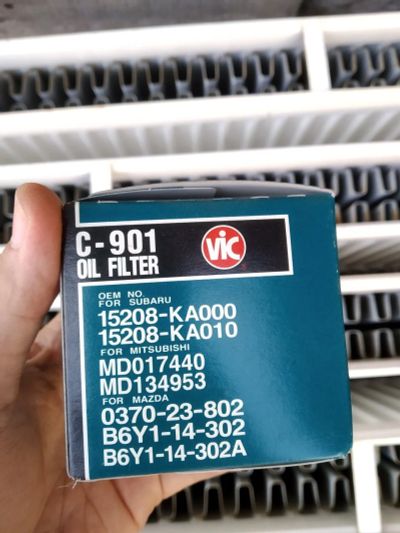 C-901
OIL FILTER
VIC
OEM NO.
FOR SUBARU
15208-KA000
15208-KA010
FOR MITSUBISHI
MD017440
MD134953
FOR MAZDA
0370-23-802
B6Y1-14-302
B6Y1-14-302A